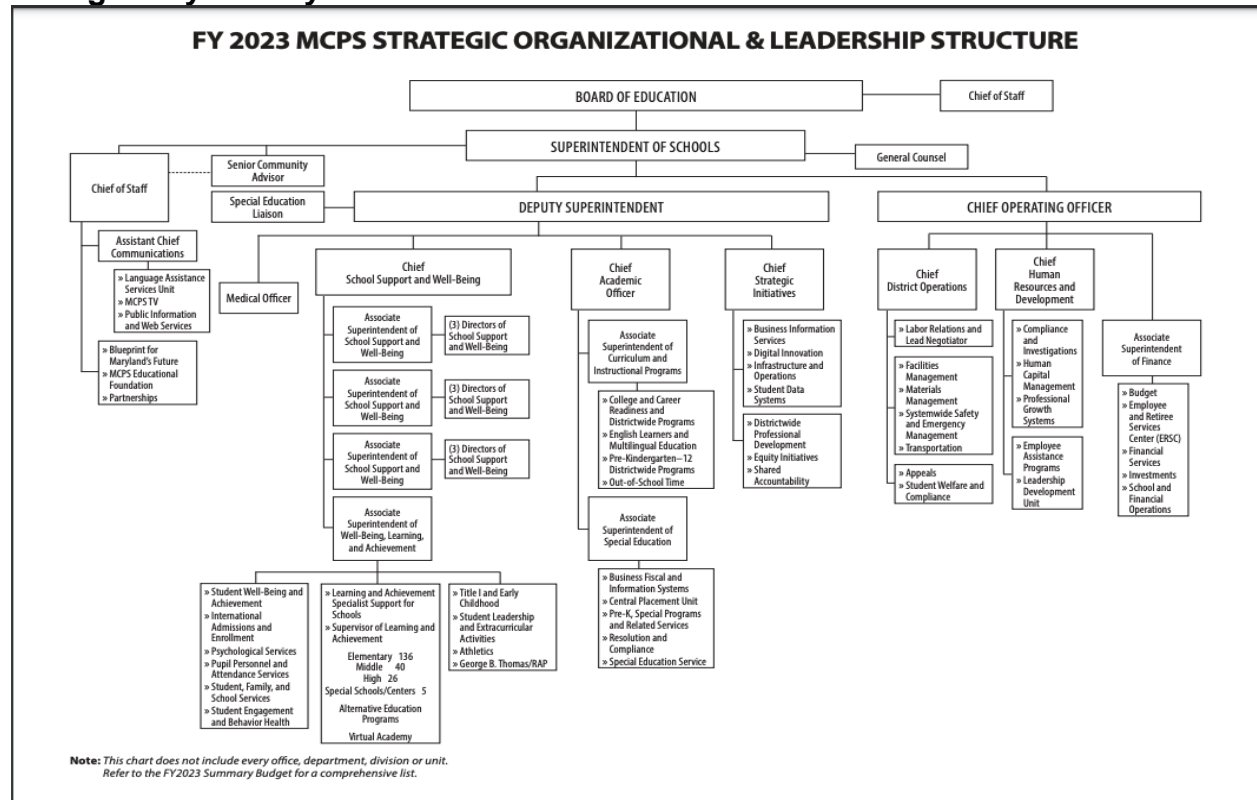 FY 2023 MCPS STRATEGIC ORGANIZATIONAL & LEADERSHIP STRUCTURE
BOARD OF EDUCATION
Chief of Staff
SUPERINTENDENT OF SCHOOLS
General Counsel
Chief of Staff
Senior Community
Advisor
Special Education
Liaison
DEPUTY SUPERINTENDENT
CHIEF OPERATING OFFICER
Assistant Chief
Communications
» Language Assistance
Services Unit
» MCPS TV
» Public Information
and Web Services
» Blueprint for
Maryland's Future
» MCPS Educational
Foundation
» Partnerships
Medical Officer
Chief
School Support and Well-Being
Associate
Superintendent of
School Support
and Well-Being
(3) Directors of
School Support
and Well-Being
Associate
Superintendent of
School Support
and Well-Being
(3) Directors of
School Support
and Well-Being
Associate
Superintendent of
School Support
and Well-Being
(3) Directors of
School Support
and Well-Being
Associate
Superintendent of
Well-Being, Learning,
and Achievement
» Student Well-Being and
Achievement
» International
Admissions and
Enrollment
» Psychological Services
» Pupil Personnel and
Attendance Services
» Student, Family, and
School Services
» Student Engagement
and Behavior Health
» Learning and Achievement
Specialist Support for
Schools
» Supervisor of Learning and
Achievement
Elementary 136
Middle 40
High 26
Special Schools/Centers 5
Alternative Education
Programs
Virtual Academy
» Title I and Early
Childhood
» Student Leadership
and Extracurricular
Activities
» Athletics
» George B. Thomas/RAP
Chief
Academic
Officer
Associate
Superintendent of
Curriculum and
Instructional Programs
» College and Career
Readiness and
Districtwide Programs
» English Learners and
Multilingual Education
» Pre-Kindergarten–12
Districtwide Programs
» Out-of-School Time
Associate
Superintendent of
Special Education
» Business Fiscal and
Information Systems
» Central Placement Unit
» Pre-K, Special Programs
and Related Services
» Resolution and
Compliance
» Special Education Service
Chief
Strategic
Initiatives
» Business Information
Services
» Digital Innovation
» Infrastructure and
Operations
» Student Data
Systems
» Districtwide
Professional
Development
» Equity Initiatives
» Shared
Accountability
Chief
District Operations
» Labor Relations and
Lead Negotiator
» Facilities
Management
» Materials
Management
» Systemwide Safety
and Emergency
Management
» Transportation
» Appeals
» Student Welfare and
Compliance
Chief
Human
Resources and
Development
» Compliance
and
Investigations
» Human
Capital
Management
» Professional
Growth
Systems
» Employee
Assistance
Programs
» Leadership
Development
Unit
Associate
Superintendent
of Finance
» Budget
» Employee
and Retiree
Services
Center (ERSC)
» Financial
Services
» Investments
» School and
Financial
Operations
Note: This chart does not include every office, department, division or unit.
Refer to the FY2023 Summary Budget for a comprehensive list.